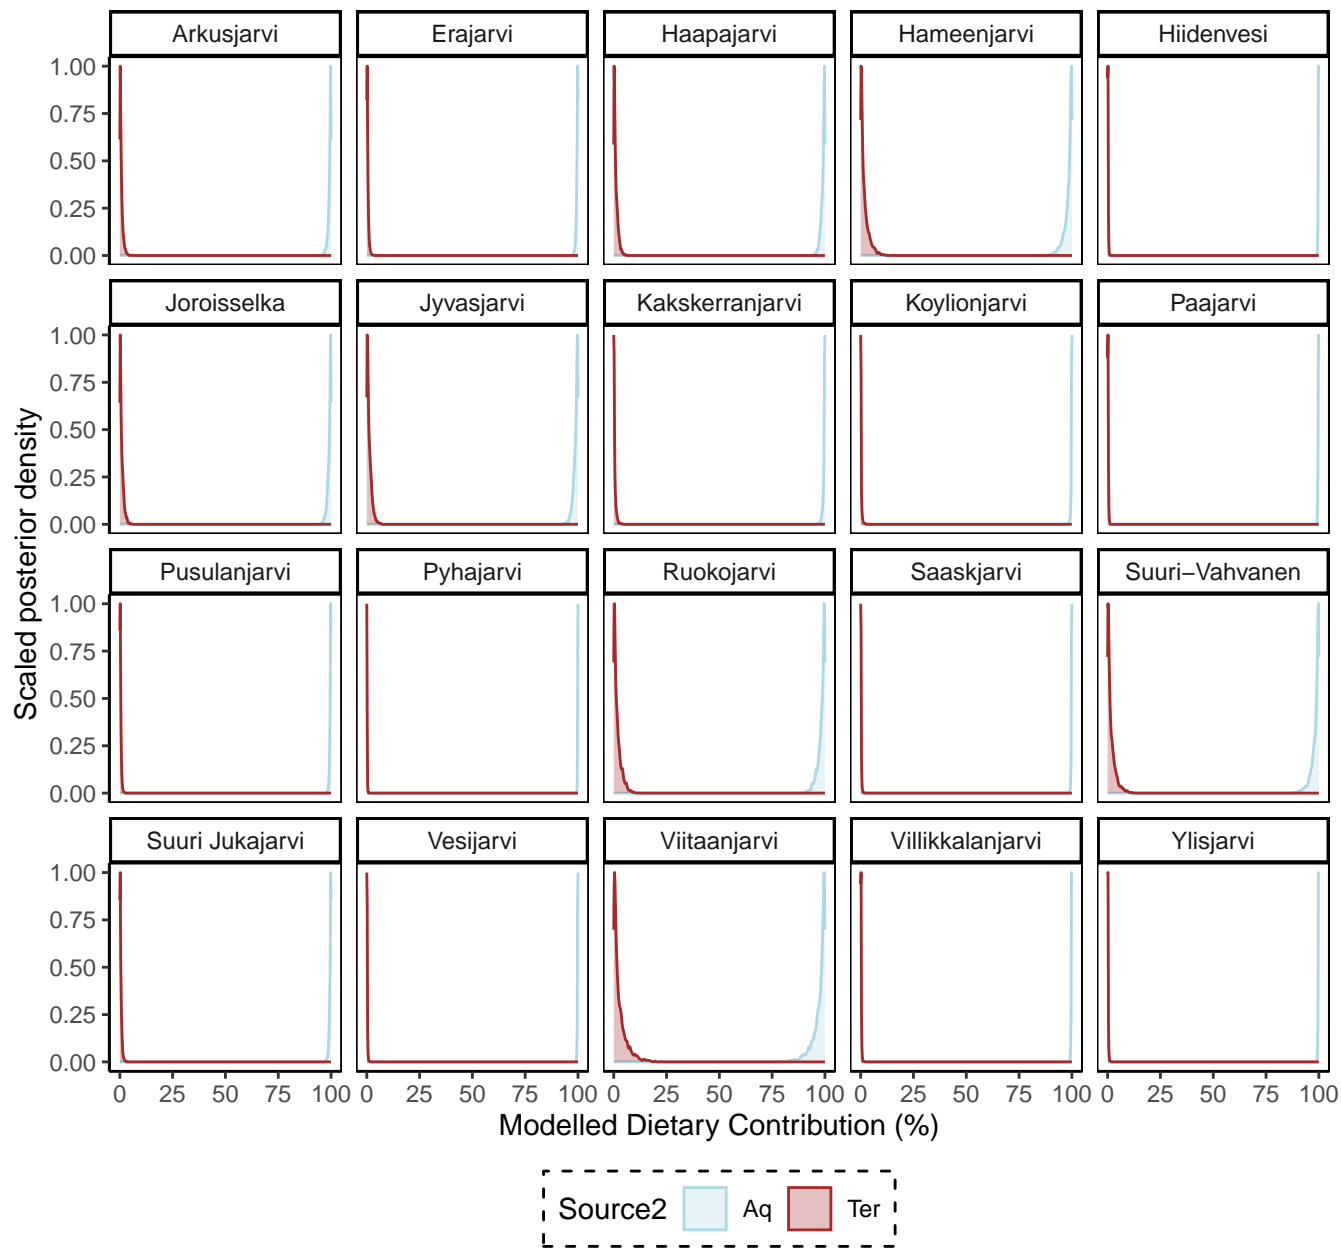 Arkusjarvi Erajarvi Haapajarvi Hameenjarvi Hiidenvesi
1.00
0.75
0.50
0.25
0.00
Joroisselka Jyvasjarvi Kakskerranjarvi Koylionjarvi Paajarvi
1.00
0.75
0.50
0.25
0.00
Scaled posterior density
Pusulanjarvi Pyhajarvi Ruokojarvi Saaskjarvi Suuri−Vahvanen
1.00
0.75
0.50
0.25
0.00
Suuri Jukajarvi Vesijarvi Viitaanjarvi Villikkalanjarvi Ylisjarvi
1.00
0.75
0.50
0.25
0.00
0 25 50 75 100 0 25 50 75 100 0 25 50 75 100 0 25 50 75 100 0 25 50 75 100
Modelled Dietary Contribution (%)
Source2 Aq Ter